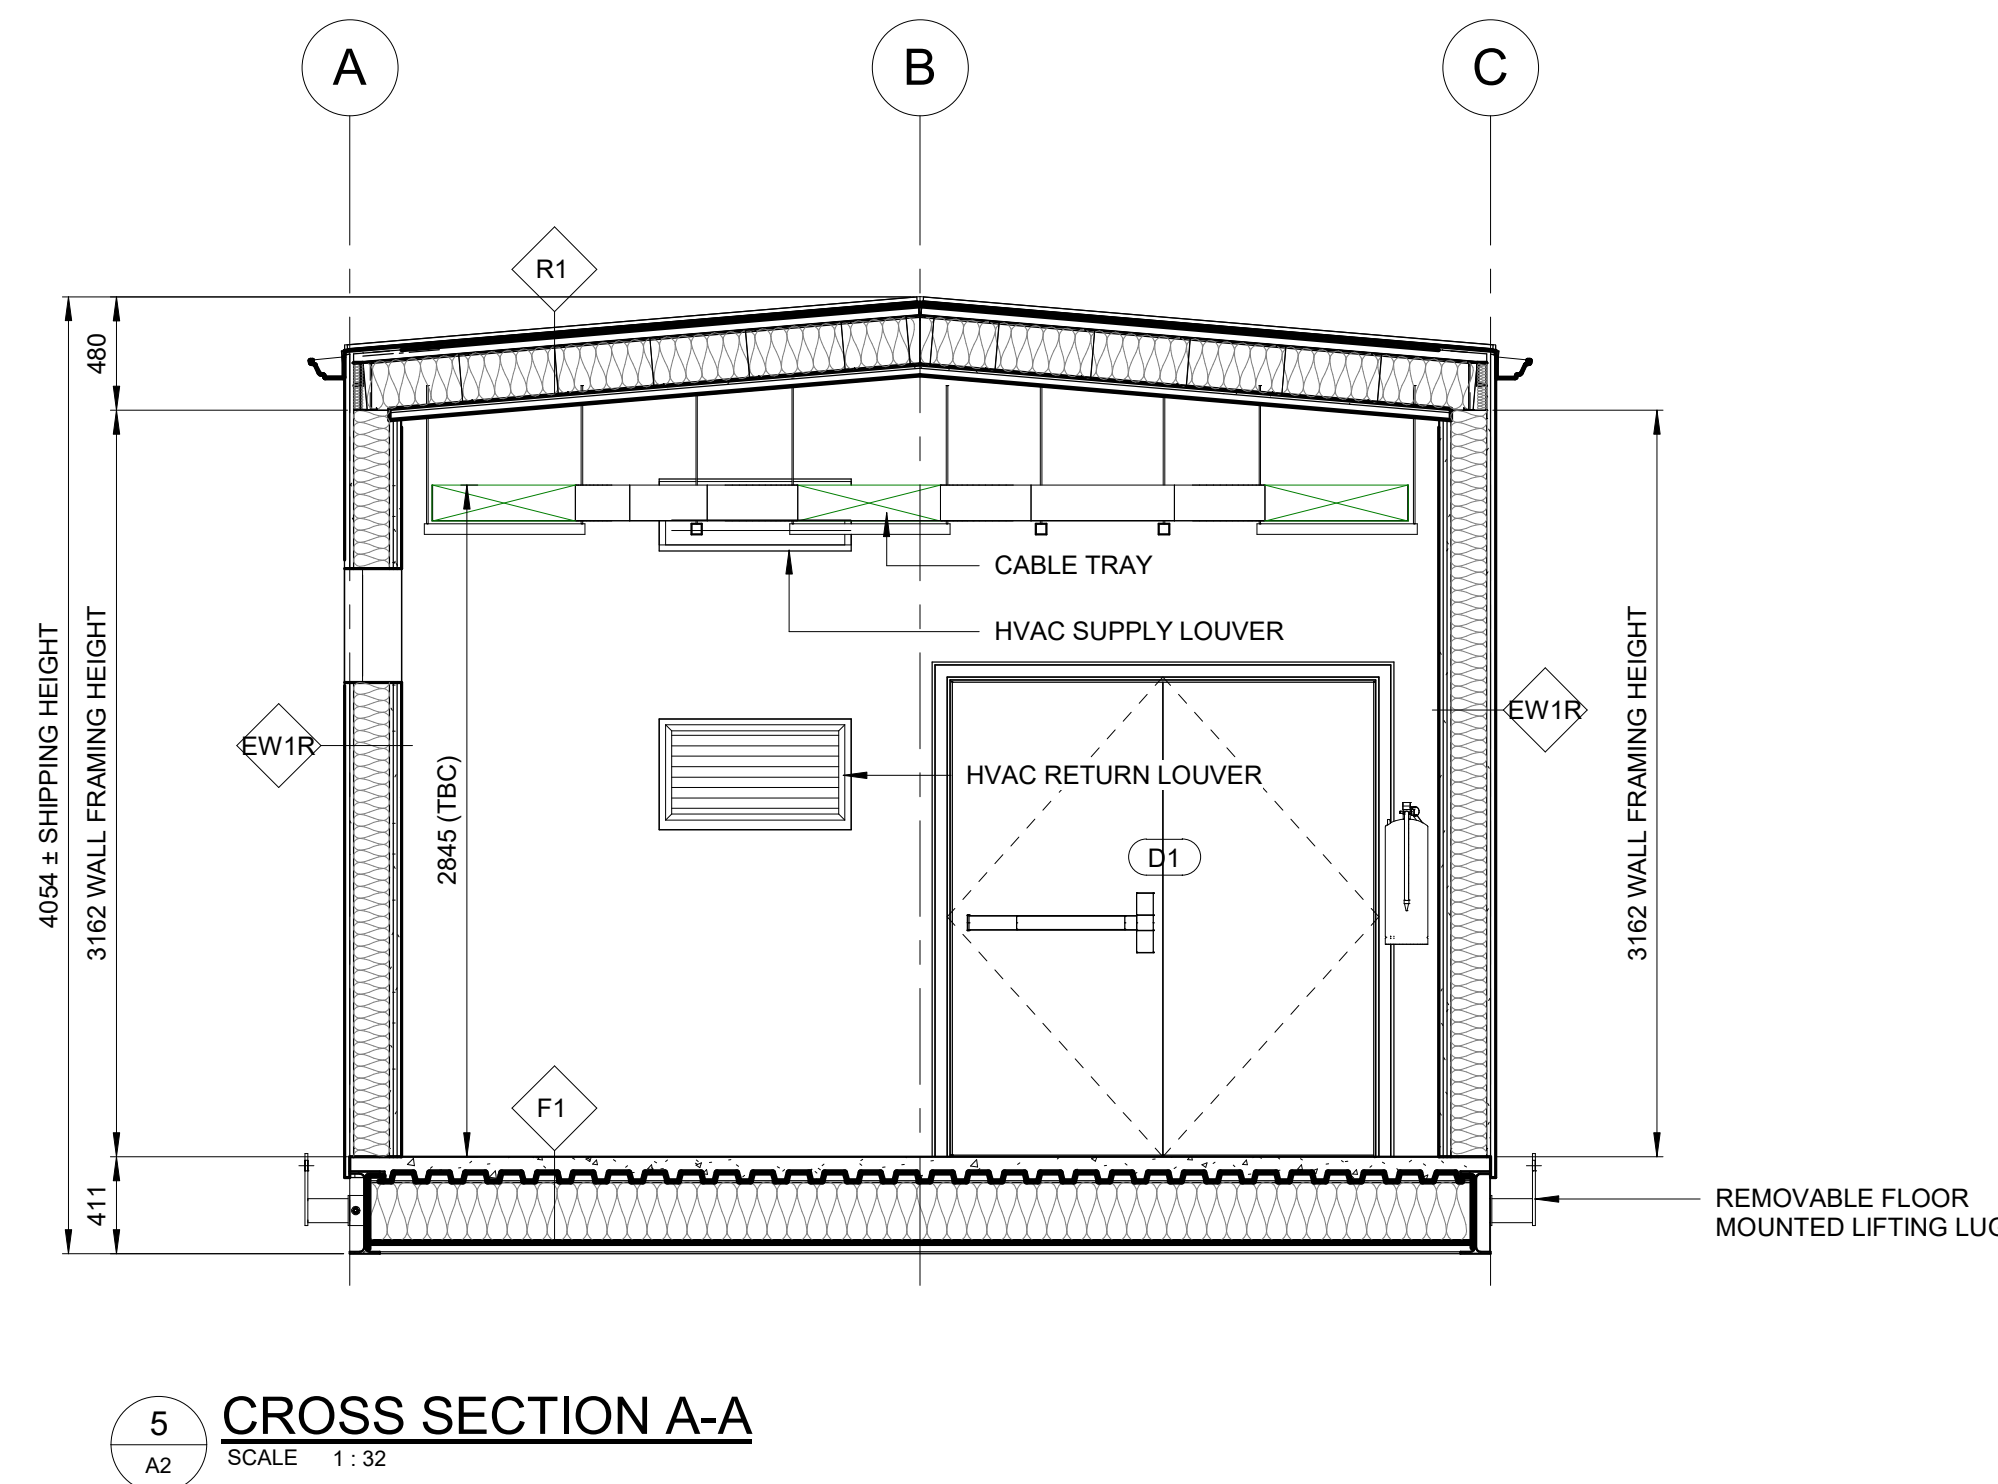 A
B
C
R1
480
4054 ± SHIPPING HEIGHT
3162 WALL FRAMING HEIGHT
CABLE TRAY
HVAC SUPPLY LOUVER
EW1R
EW1R
2845 (TBC)
HVAC RETURN LOUVER
3162 WALL FRAMING HEIGHT
D1
F1
411
REMOVABLE FLOOR
MOUNTED LIFTING LUG
5
A2
CROSS SECTION A-A
SCALE 1 : 32